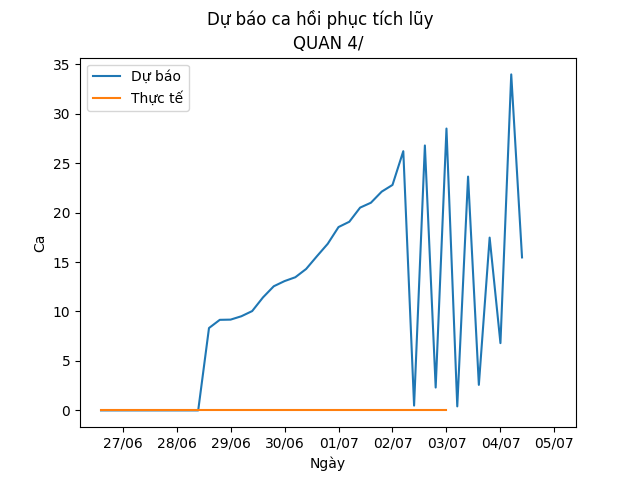 Dự báo ca hồi phục tích lũy
QUAN 4/
Dự báo
Thực tế
35
30
25
20
15
10
5
0
Ca
27/06 28/06 29/06 30/06 01/07 02/07 03/07 04/07 05/07
Ngày